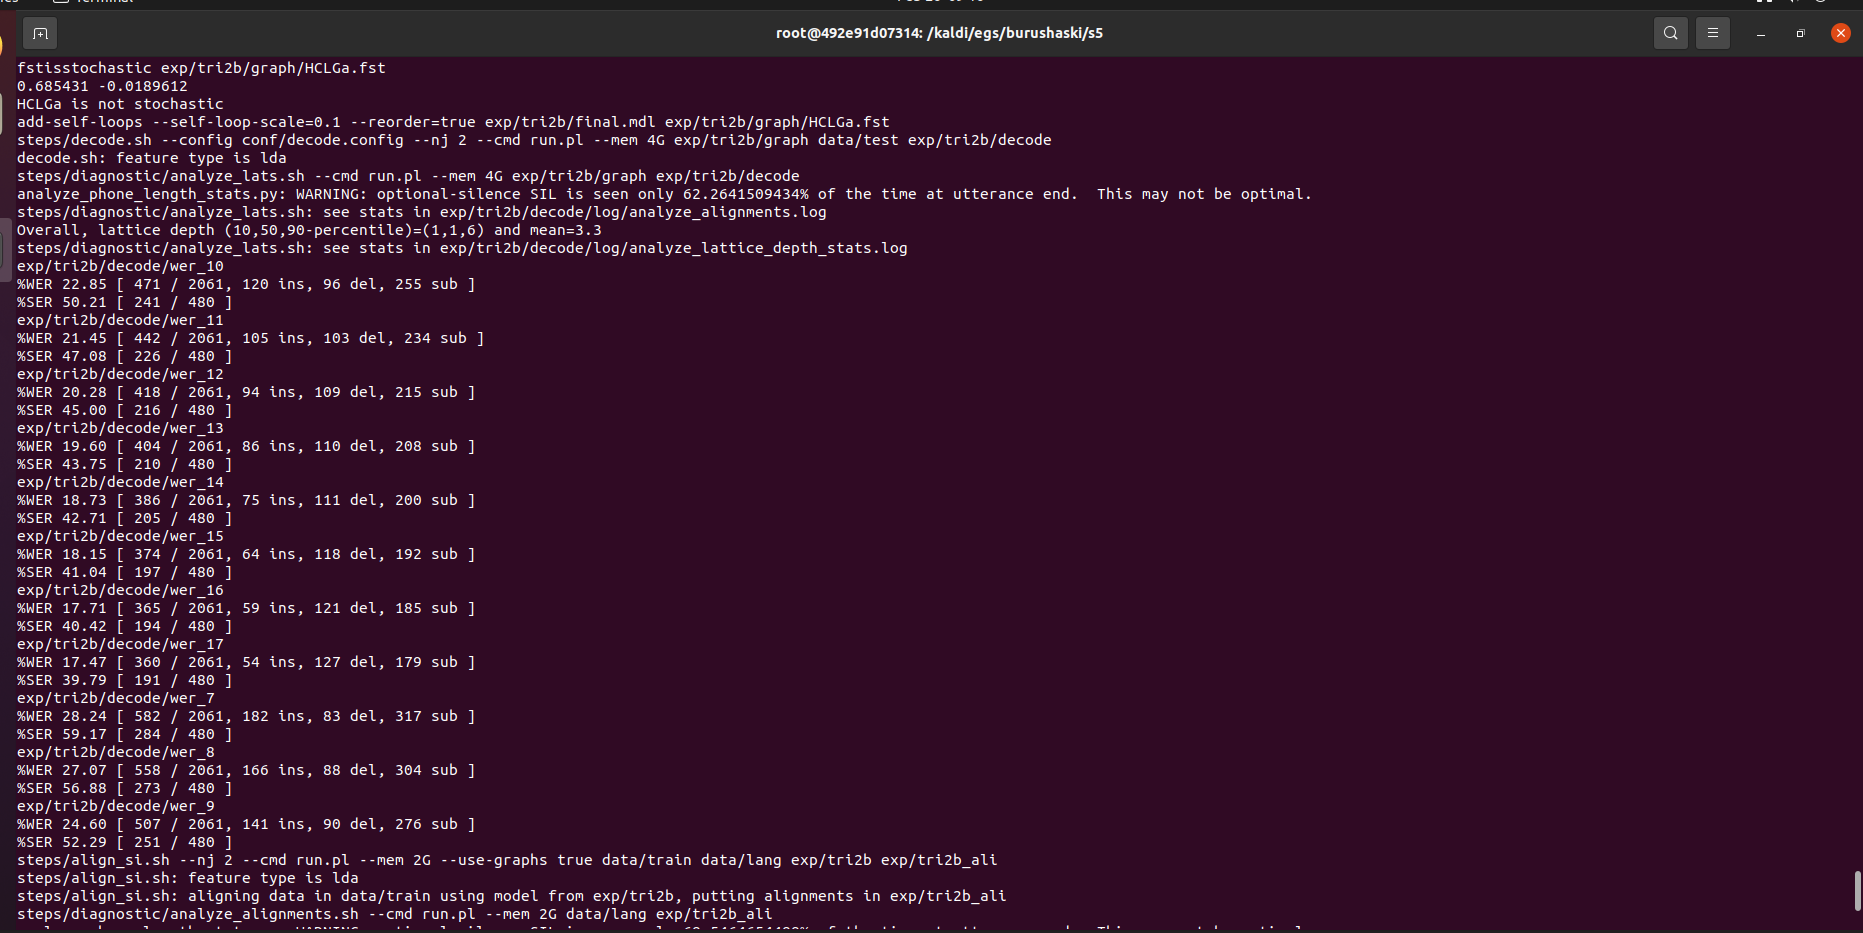 Terminal
root@492e91d07314: /kaldi/egs/burushaski/s5
fstisstochastic exp/tri2b/graph/HCLGa.fst
0.685431 -0.0189612
HCLGa is not stochastic
add-self-loops --self-loop-scale=0.1 --reorder=true exp/tri2b/final.mdl exp/tri2b/graph/HCLGa.fst
steps/decode.sh --config conf/decode.config --nj 2 --cmd run.pl --mem 4G exp/tri2b/graph data/test exp/tri2b/decode
decode.sh: feature type is lda
steps/diagnostic/analyze_lats.sh --cmd run.pl --mem 4G exp/tri2b/graph exp/tri2b/decode
analyze_phone_length_stats.py: WARNING: optional-silence SIL is seen only 62.2641509434% of the time at utterance end.  This may not be optimal.
steps/diagnostic/analyze_lats.sh: see stats in exp/tri2b/decode/log/analyze_alignments.log
Overall, lattice depth (10,50,90-percentile)=(1,1,6) and mean=3.3
steps/diagnostic/analyze_lats.sh: see stats in exp/tri2b/decode/log/analyze_lattice_depth_stats.log
exp/tri2b/decode/wer_10
%WER 22.85 [ 471 / 2061, 120 ins, 96 del, 255 sub ]
%SER 50.21 [ 241 / 480 ]
exp/tri2b/decode/wer_11
%WER 21.45 [ 442 / 2061, 105 ins, 103 del, 234 sub ]
%SER 47.08 [ 226 / 480 ]
exp/tri2b/decode/wer_12
%WER 20.28 [ 418 / 2061, 94 ins, 109 del, 215 sub ]
%SER 45.00 [ 216 / 480 ]
exp/tri2b/decode/wer_13
%WER 19.60 [ 404 / 2061, 86 ins, 110 del, 208 sub ]
%SER 43.75 [ 210 / 480 ]
exp/tri2b/decode/wer_14
%WER 18.73 [ 386 / 2061, 75 ins, 111 del, 200 sub ]
%SER 42.71 [ 205 / 480 ]
exp/tri2b/decode/wer_15
%WER 18.15 [ 374 / 2061, 64 ins, 118 del, 192 sub ]
%SER 41.04 [ 197 / 480 ]
exp/tri2b/decode/wer_16
%WER 17.71 [ 365 / 2061, 59 ins, 121 del, 185 sub ]
%SER 40.42 [ 194 / 480 ]
exp/tri2b/decode/wer_17
%WER 17.47 [ 360 / 2061, 54 ins, 127 del, 179 sub ]
%SER 39.79 [ 191 / 480 ]
exp/tri2b/decode/wer_7
%WER 28.24 [ 582 / 2061, 182 ins, 83 del, 317 sub ]
%SER 59.17 [ 284 / 480 ]
exp/tri2b/decode/wer_8
%WER 27.07 [ 558 / 2061, 166 ins, 88 del, 304 sub ]
%SER 56.88 [ 273 / 480 ]
exp/tri2b/decode/wer_9
%WER 24.60 [ 507 / 2061, 141 ins, 90 del, 276 sub ]
%SER 52.29 [ 251 / 480 ]
steps/align_si.sh --nj 2 --cmd run.pl --mem 2G --use-graphs true data/train data/lang exp/tri2b exp/tri2b_ali
steps/align_si.sh: feature type is lda
steps/align_si.sh: aligning data in data/train using model from exp/tri2b, putting alignments in exp/tri2b_ali
steps/diagnostic/analyze_alignments.sh --cmd run.pl --mem 2G data/lang exp/tri2b_ali